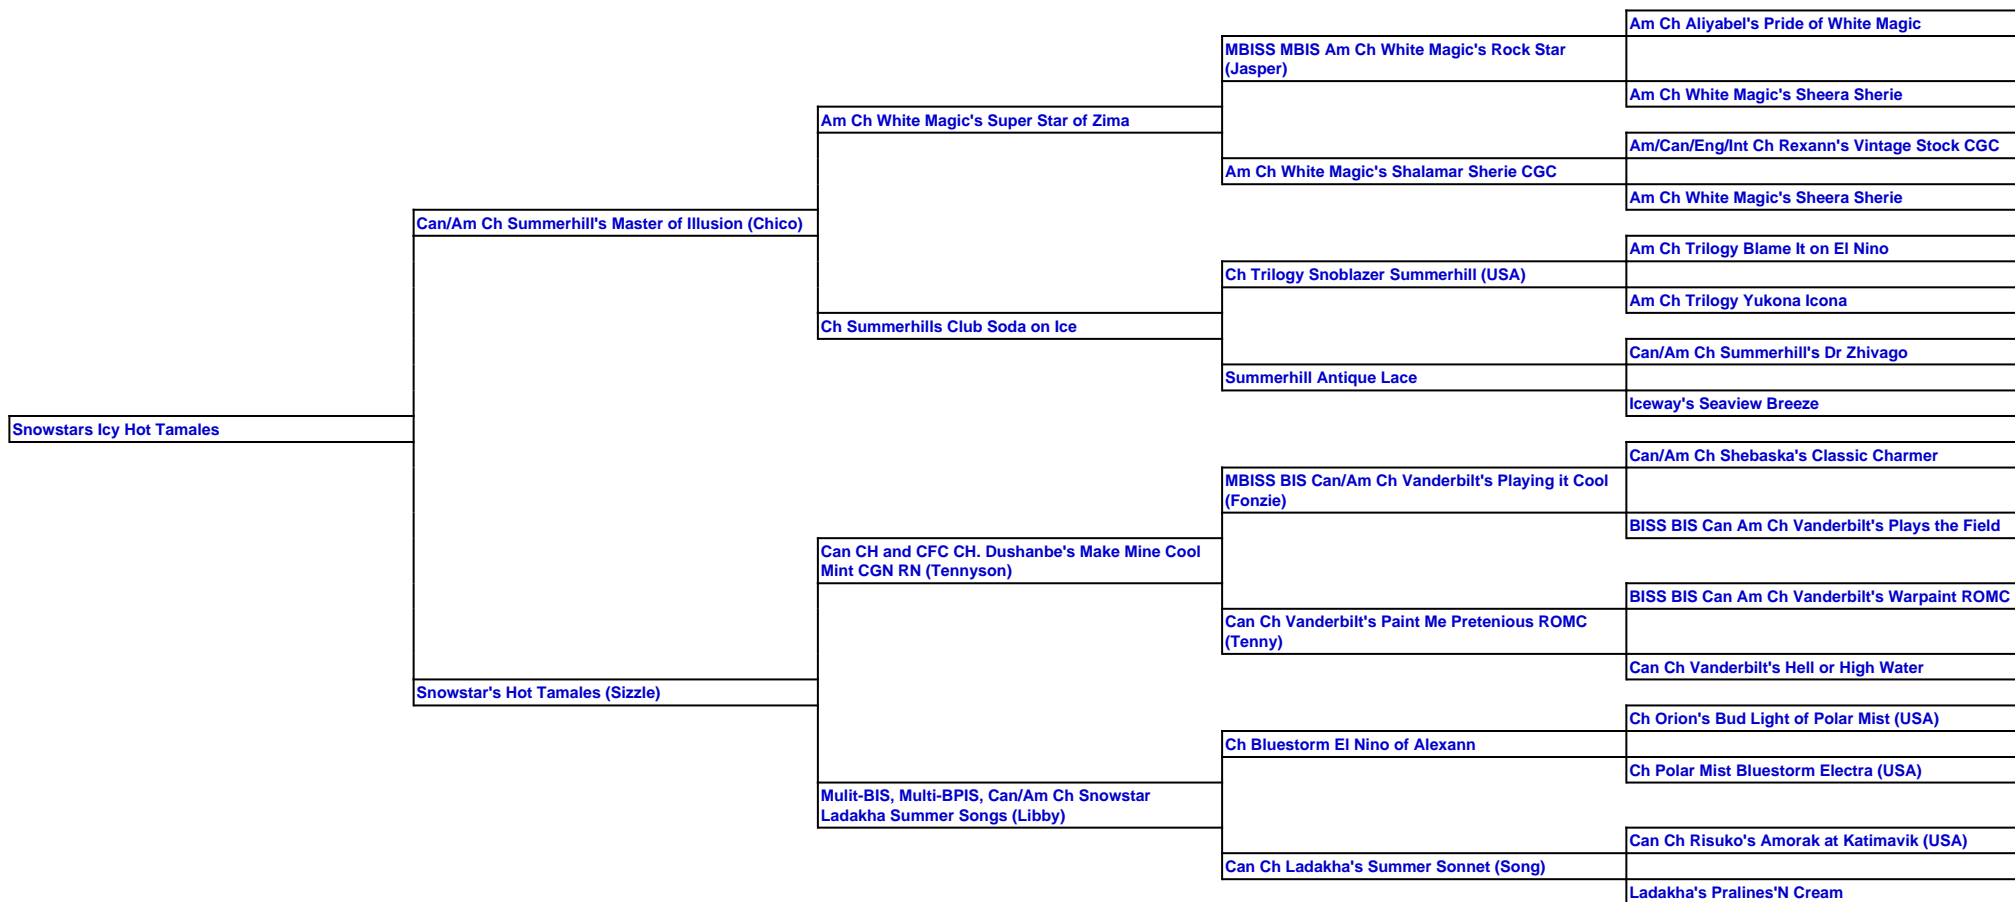 Am Ch Aliyabel's Pride of White Magic
MBISS MBIS Am Ch White Magic's Rock Star
(Jasper)
Am Ch White Magic's Sheera Sherie
Am Ch White Magic's Super Star of Zima
Am/Can/Eng/Int Ch Rexann's Vintage Stock CGC
Am Ch White Magic's Shalamar Sherie CGC
Am Ch White Magic's Sheera Sherie
Can/Am Ch Summerhill's Master of Illusion (Chico)
Am Ch Trilogy Blame It on El Nino
Ch Trilogy Snoblazer Summerhill (USA)
Am Ch Trilogy Yukona Icona
Ch Summerhills Club Soda on Ice
Can/Am Ch Summerhill's Dr Zhivago
Summerhill Antique Lace
Iceway's Seaview Breeze
Snowstars Icy Hot Tamales
Can/Am Ch Shebaska's Classic Charmer
MBISS BIS Can/Am Ch Vanderbilt's Playing it Cool
(Fonzie)
BISS BIS Can Am Ch Vanderbilt's Plays the Field
Can CH and CFC CH. Dushanbe's Make Mine Cool
Mint CGN RN (Tennyson)
BISS BIS Can Am Ch Vanderbilt's Warpaint ROMC
Can Ch Vanderbilt's Paint Me Pretenious ROMC
(Tenny)
Can Ch Vanderbilt's Hell or High Water
Snowstar's Hot Tamales (Sizzle)
Ch Orion's Bud Light of Polar Mist (USA)
Ch Bluestorm El Nino of Alexann
Ch Polar Mist Bluestorm Electra (USA)
Mulit-BIS, Multi-BPIS, Can/Am Ch Snowstar
Ladakha Summer Songs (Libby)
Can Ch Risuko's Amorak at Katimavik (USA)
Can Ch Ladakha's Summer Sonnet (Song)
Ladakha's Pralines'N Cream